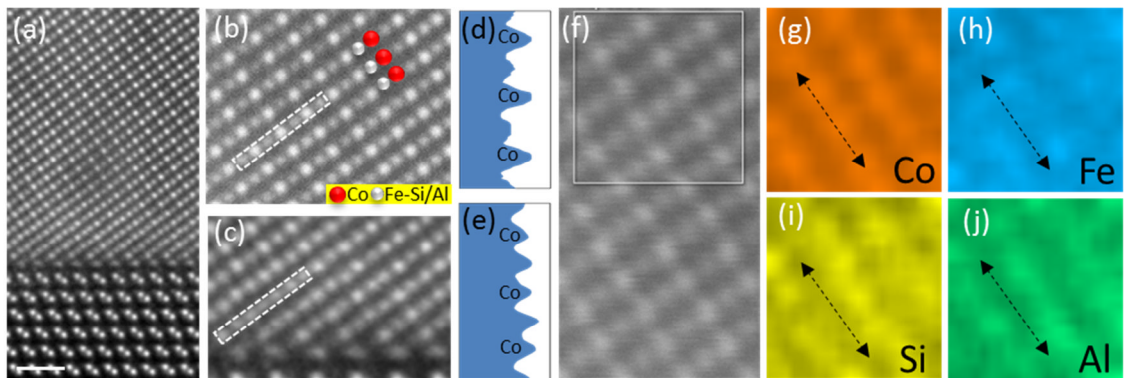 (a)
(b)
Co Fe-Si/Al
(c)
(d)
Co
Co
Co
(e)
Co
Co
Co
(f)
(g)
Co
(h)
Fe
(i)
Si
(j)
Al